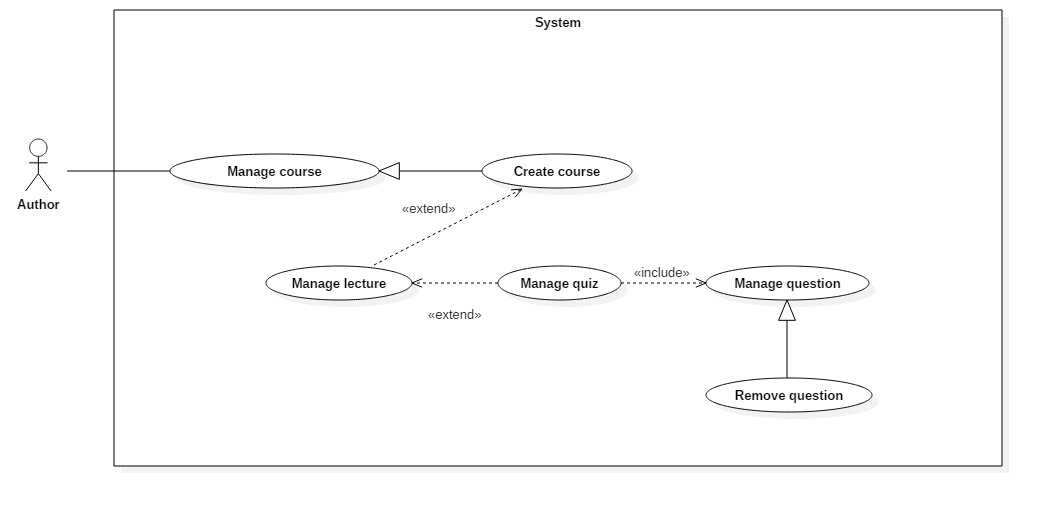 System
Manage course
Create course
Author
«extend»
«include»
Manage lecture
Manage quiz
Manage question
«extend»
Remove question